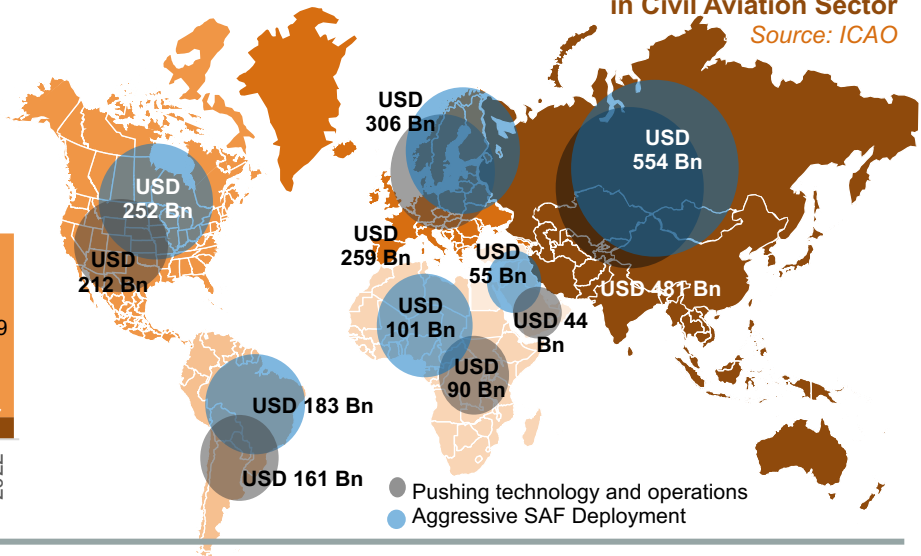 in Civil Aviation Sector
Source: ICAO
USD
306 Bn
USD
554 Bn
USD
252 Bn
USD
259 Bn
USD
55 Bn
USD
212 Bn
USD 481 Bn
USD
101 Bn
USD 44
Bn
9
USD
90 Bn
USD 183 Bn
USD 161 Bn
Pushing technology and operations
Aggressive SAF Deployment